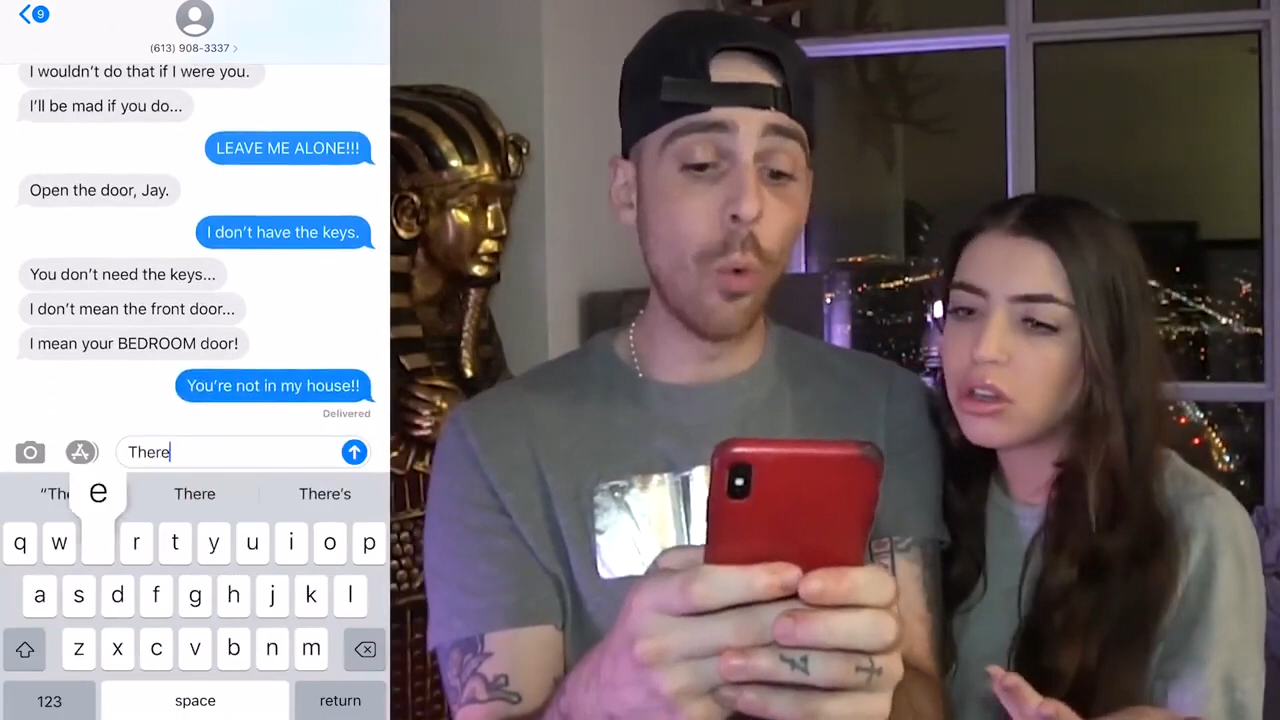 9
(613) 908-3337 >
I wouldn't do that if I were you.
I'll be mad if you do...
LEAVE ME ALONE!!!
Open the door, Jay.
I don't have the keys.
You don't need the keys...
I don't mean the front door...
I mean your BEDROOM door!
You're not in my house!!
Delivered
There
“The
There
There's
e
q w r t y u i o p
a s d f g h j k l
z x c v b n m
123 space return